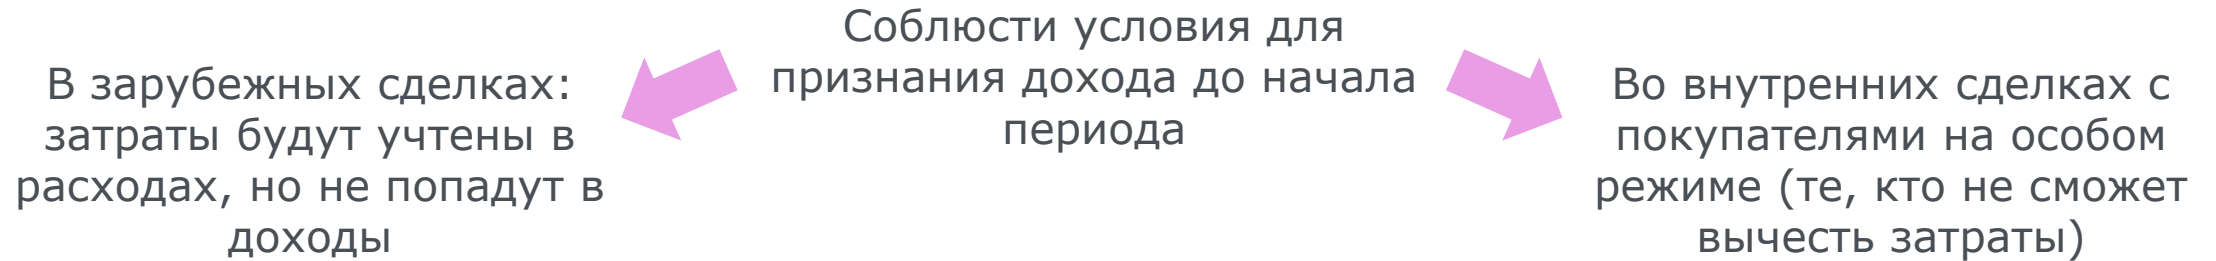 Соблюсти условия для
признания дохода до начала
периода
В зарубежных сделках:
затраты будут учтены в
расходах, но не попадут в
доходы
Во внутренних сделках с
покупателями на особом
режиме (те, кто не сможет
вычесть затраты)